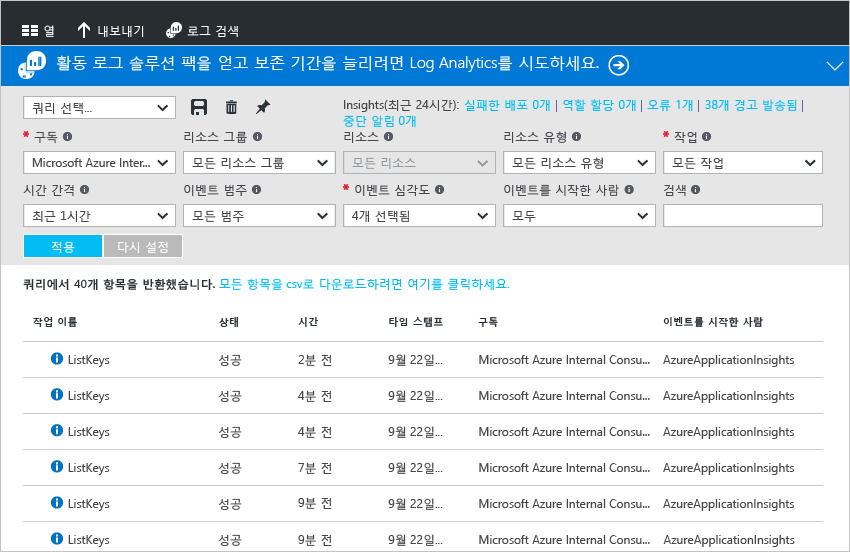 열 내보내기 로그 검색
활동 로그 솔루션 팩을 얻고 보존 기간을 늘리려면 Log Analytics를 시도하세요.
쿼리 선택... Insights(최근 24시간): 실패한 배포 0개 | 역할 할당 0개 | 오류 1개 | 38개 경고 발송됨 |
중단 알림 0개
* 구독 리소스 그룹 리소스 리소스 유형 * 작업
Microsoft Azure Inter... 모든 리소스 그룹 모든 리소스 모든 리소스 유형 모든 작업
시간 간격 이벤트 범주 * 이벤트 심각도 이벤트를 시작한 사람 검색
최근 1시간 모든 범주 4개 선택됨 모두
적용 다시 설정
쿼리에서 40개 항목을 반환했습니다. 모든 항목을 csv로 다운로드하려면 여기를 클릭하세요.
작업 이름 상태 시간 타임 스탬프 구독 이벤트를 시작한 사람
ListKeys 성공 2분 전 9월 22일... Microsoft Azure Internal Consu... AzureApplicationInsights
ListKeys 성공 4분 전 9월 22일... Microsoft Azure Internal Consu... AzureApplicationInsights
ListKeys 성공 4분 전 9월 22일... Microsoft Azure Internal Consu... AzureApplicationInsights
ListKeys 성공 7분 전 9월 22일... Microsoft Azure Internal Consu... AzureApplicationInsights
ListKeys 성공 9분 전 9월 22일... Microsoft Azure Internal Consu... AzureApplicationInsights
ListKeys 성공 9분 전 9월 22일... Microsoft Azure Internal Consu... AzureApplicationInsights